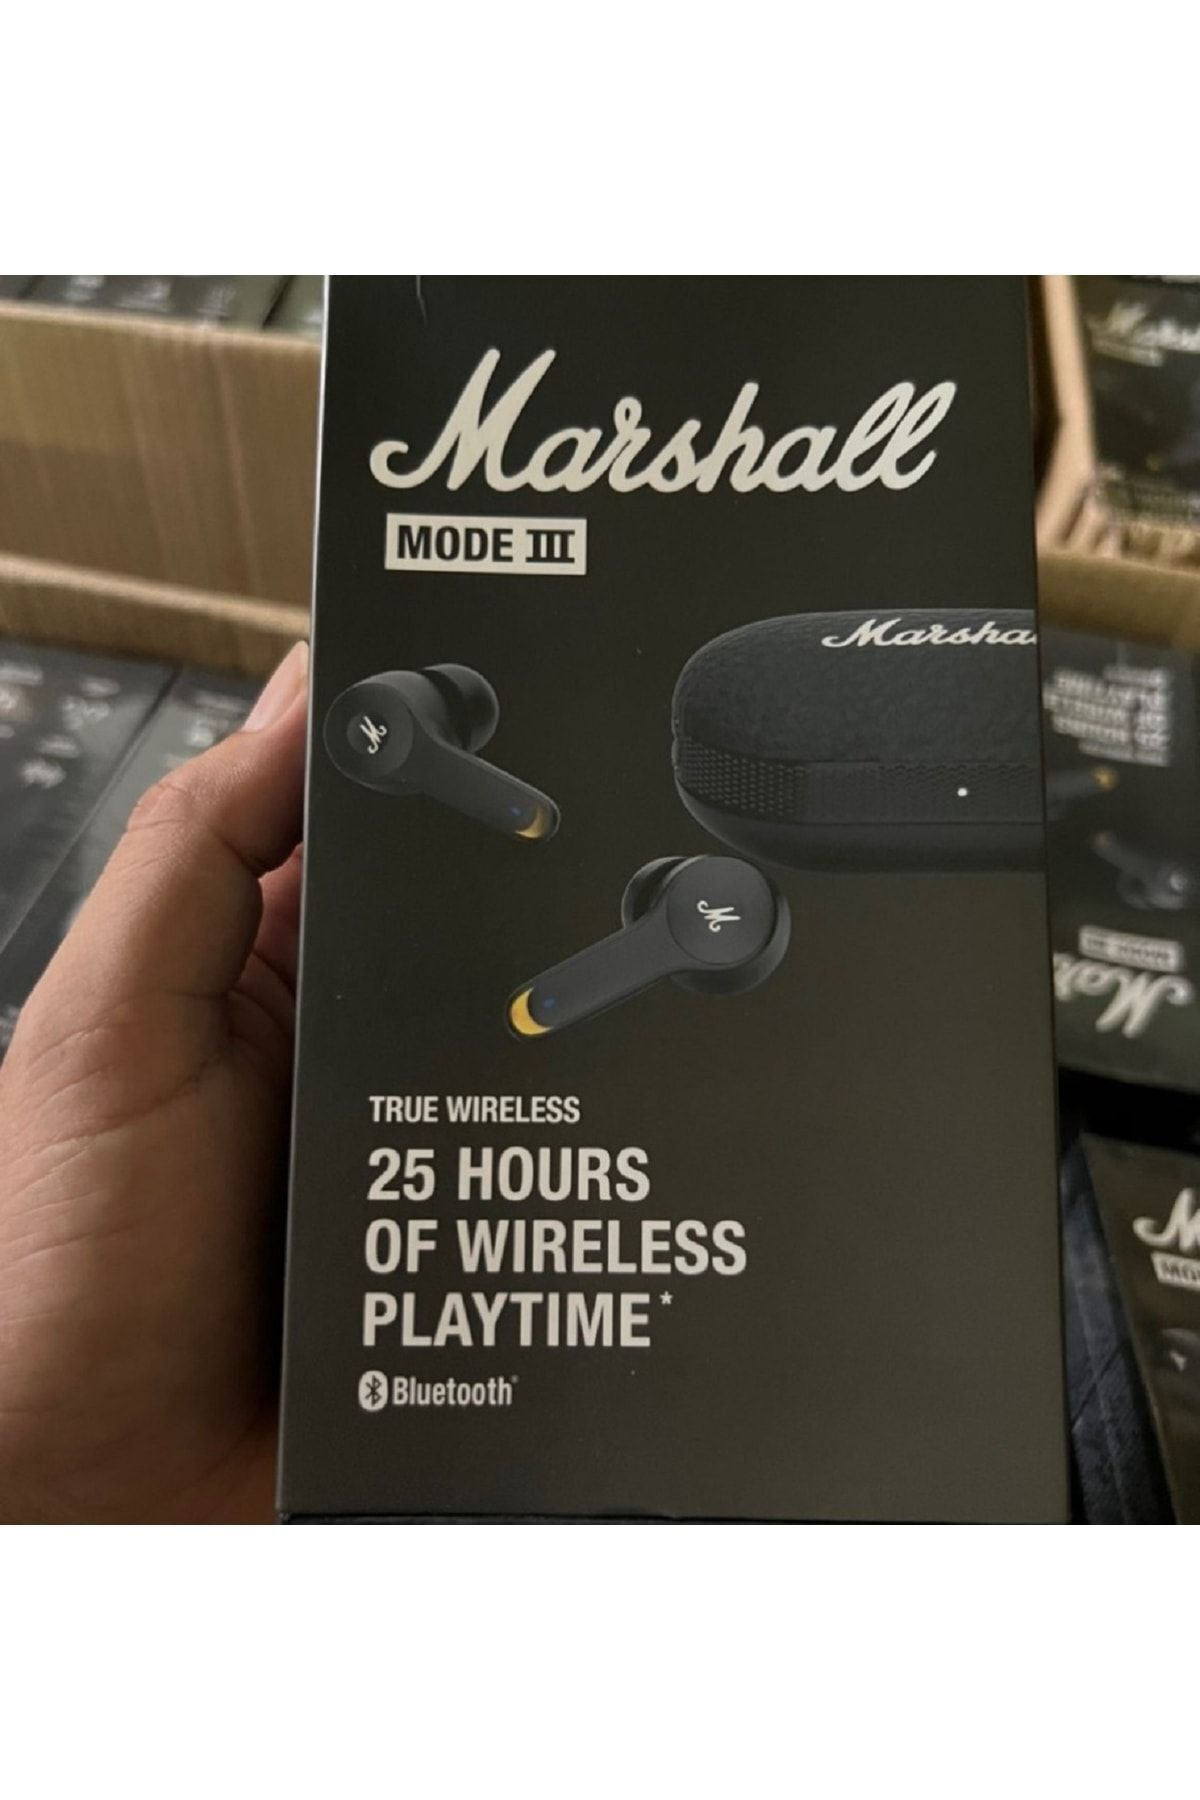 Marshall
MODE III
Marsha
M
M
TRUE WIRELESS
25 HOURS
OF WIRELESS
PLAYTIME*
Bluetooth